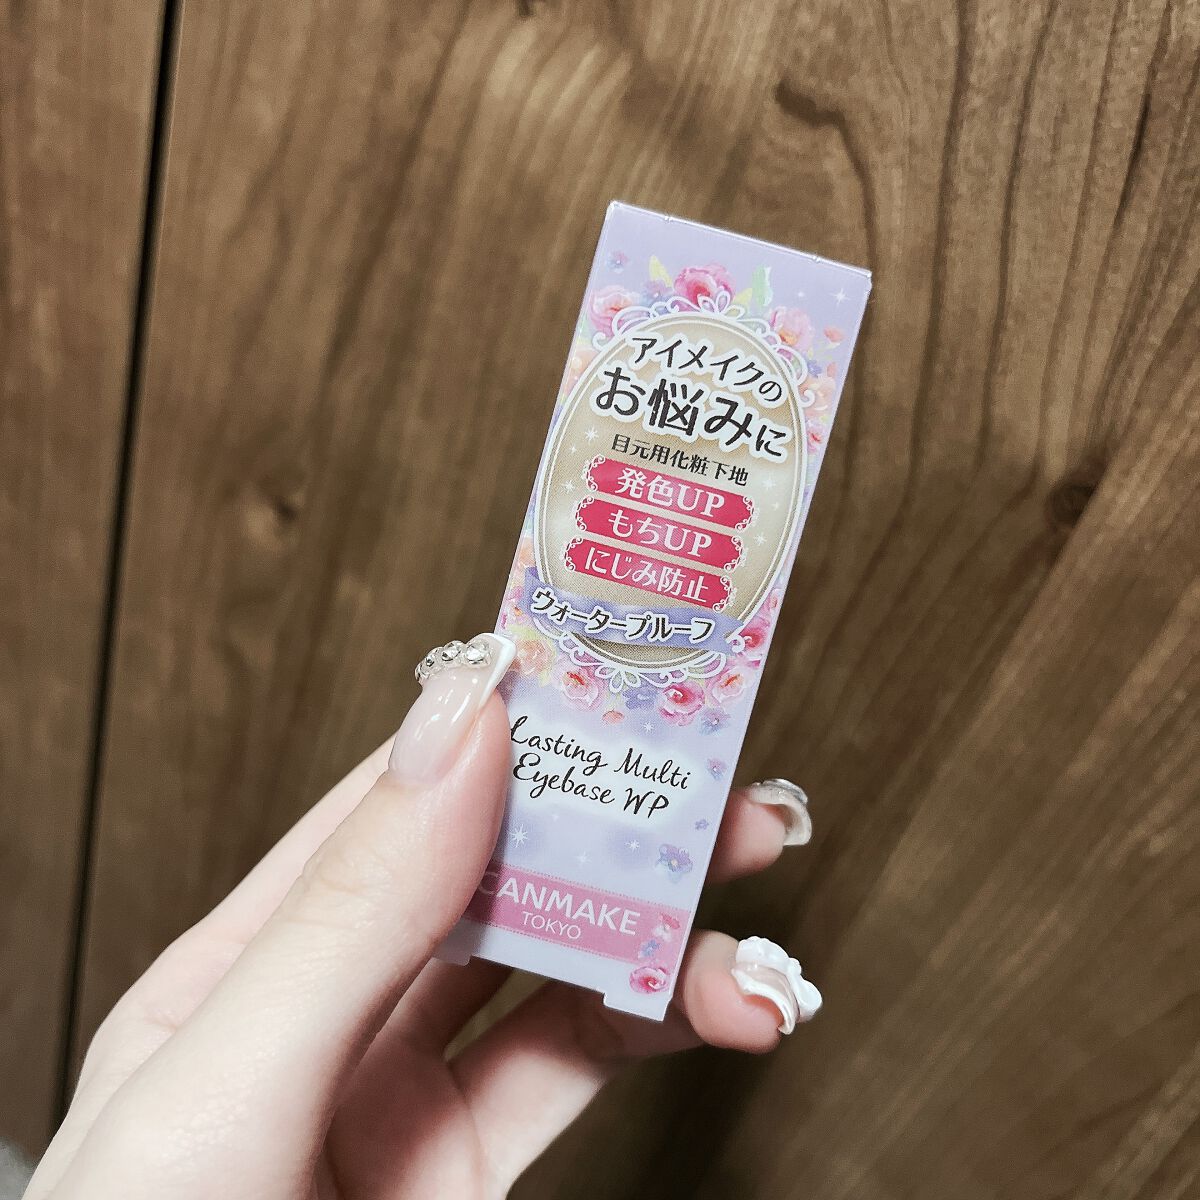 アイメイクの
お悩みに
目元用化粧下地
発色UP
もちUP
にじみ防止
ウォータープルーフ
Lasting Multi
Eyebase WP
CANMAKE
TOKYO